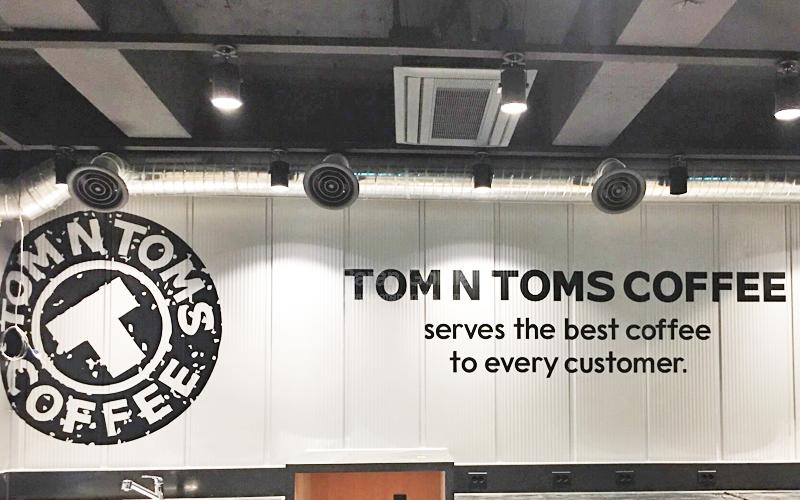 TOM N TOMS
COFFEE
TOM N TOMS COFFEE
serves the best coffee
to every customer.